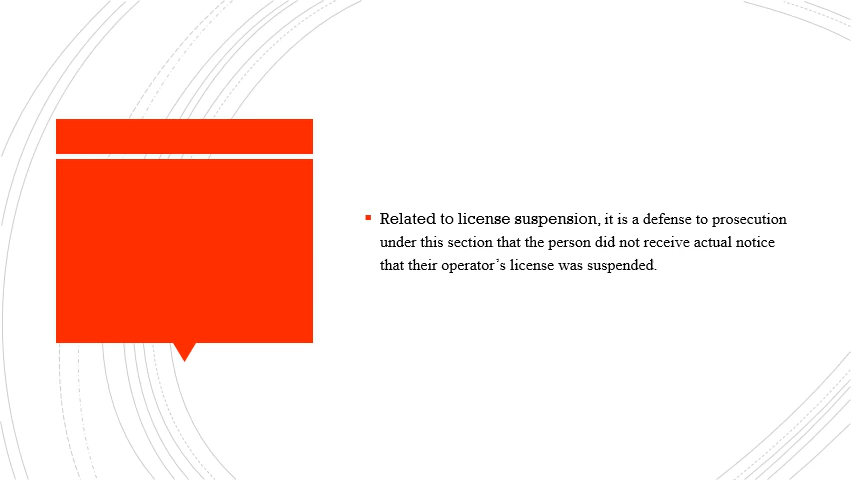 Related to license suspension, it is a defense to prosecution
under this section that the person did not receive actual notice
that their operator’s license was suspended.